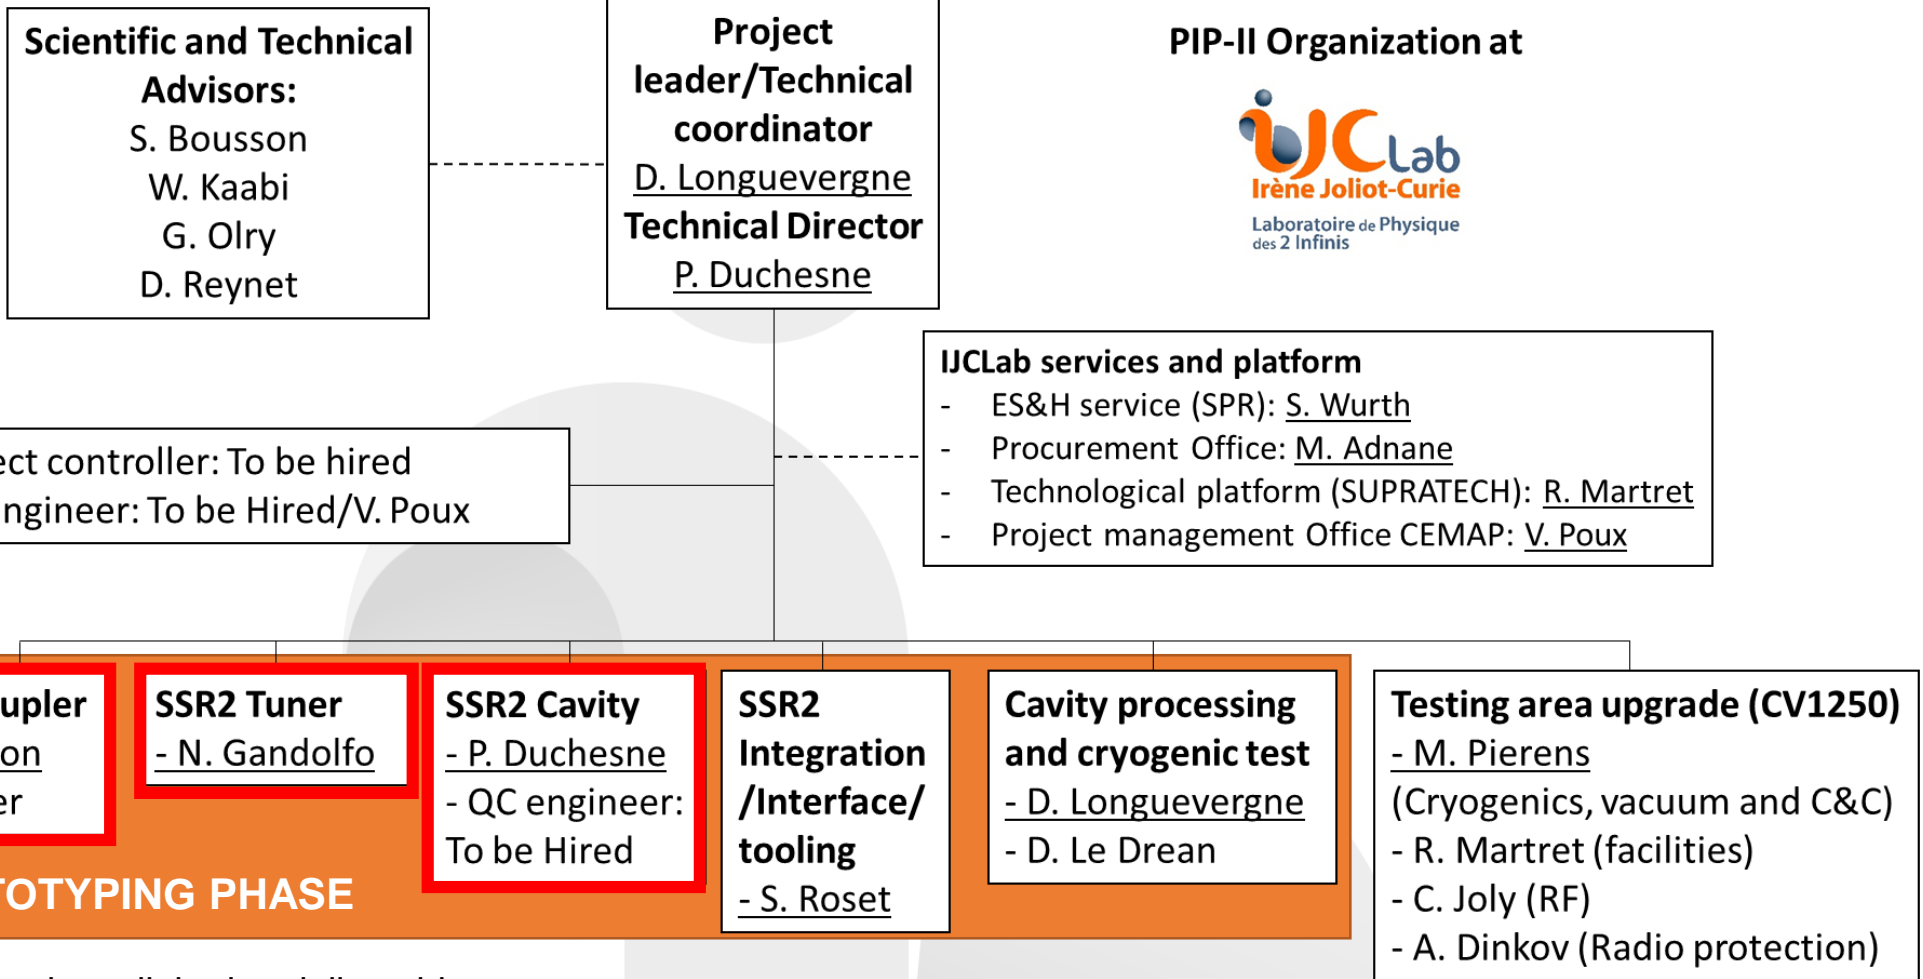 Scientific and Technical
Advisors:
S. Bousson
W. Kaabi
G. Olry
D. Reynet
Project
leader/Technical
coordinator
D. Longuevergne
Technical Director
P. Duchesne
PIP-II Organization at
iJCLab
Irène Joliot-Curie
Laboratoire de Physique
des 2 Infinis
IJCLab services and platform
- ES&H service (SPR): S. Wurth
- Procurement Office: M. Adnane
- Technological platform (SUPRATECH): R. Martret
- Project management Office CEMAP: V. Poux
ect controller: To be hired
ngineer: To be Hired/V. Poux
upler
on
er
SSR2 Tuner
- N. Gandolfo
SSR2 Cavity
- P. Duchesne
- QC engineer:
To be Hired
SSR2
Integration
/Interface/
tooling
- S. Roset
Cavity processing
and cryogenic test
- D. Longuevergne
- D. Le Drean
Testing area upgrade (CV1250)
- M. Pierens
(Cryogenics, vacuum and C&C)
- R. Martret (facilities)
- C. Joly (RF)
- A. Dinkov (Radio protection)
TOTYPING PHASE